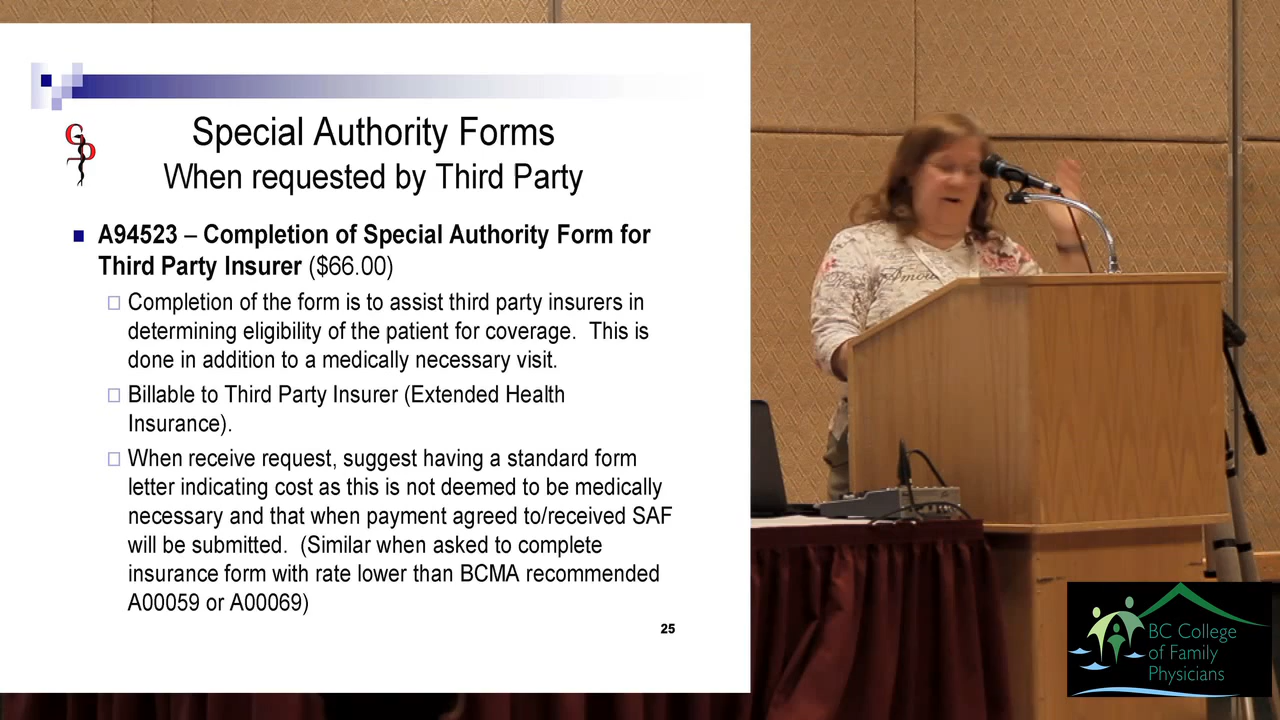 Special Authority Forms
When requested by Third Party
A94523 – Completion of Special Authority Form for
Third Party Insurer ($66.00)
Completion of the form is to assist third party insurers in
determining eligibility of the patient for coverage.  This is
done in addition to a medically necessary visit.
Billable to Third Party Insurer (Extended Health
Insurance).
When receive request, suggest having a standard form
letter indicating cost as this is not deemed to be medically
necessary and that when payment agreed to/received SAF
will be submitted.  (Similar when asked to complete
insurance form with rate lower than BCMA recommended
A00059 or A00069)
25
Amour
BC College
of Family
Physicians